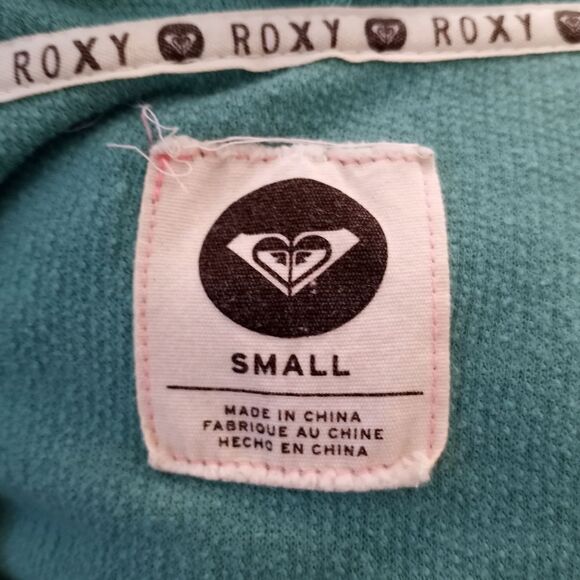 ROXY ROXY ROXY
SMALL
MADE IN CHINA
FABRIQUE AU CHINE
HECHO EN CHINA